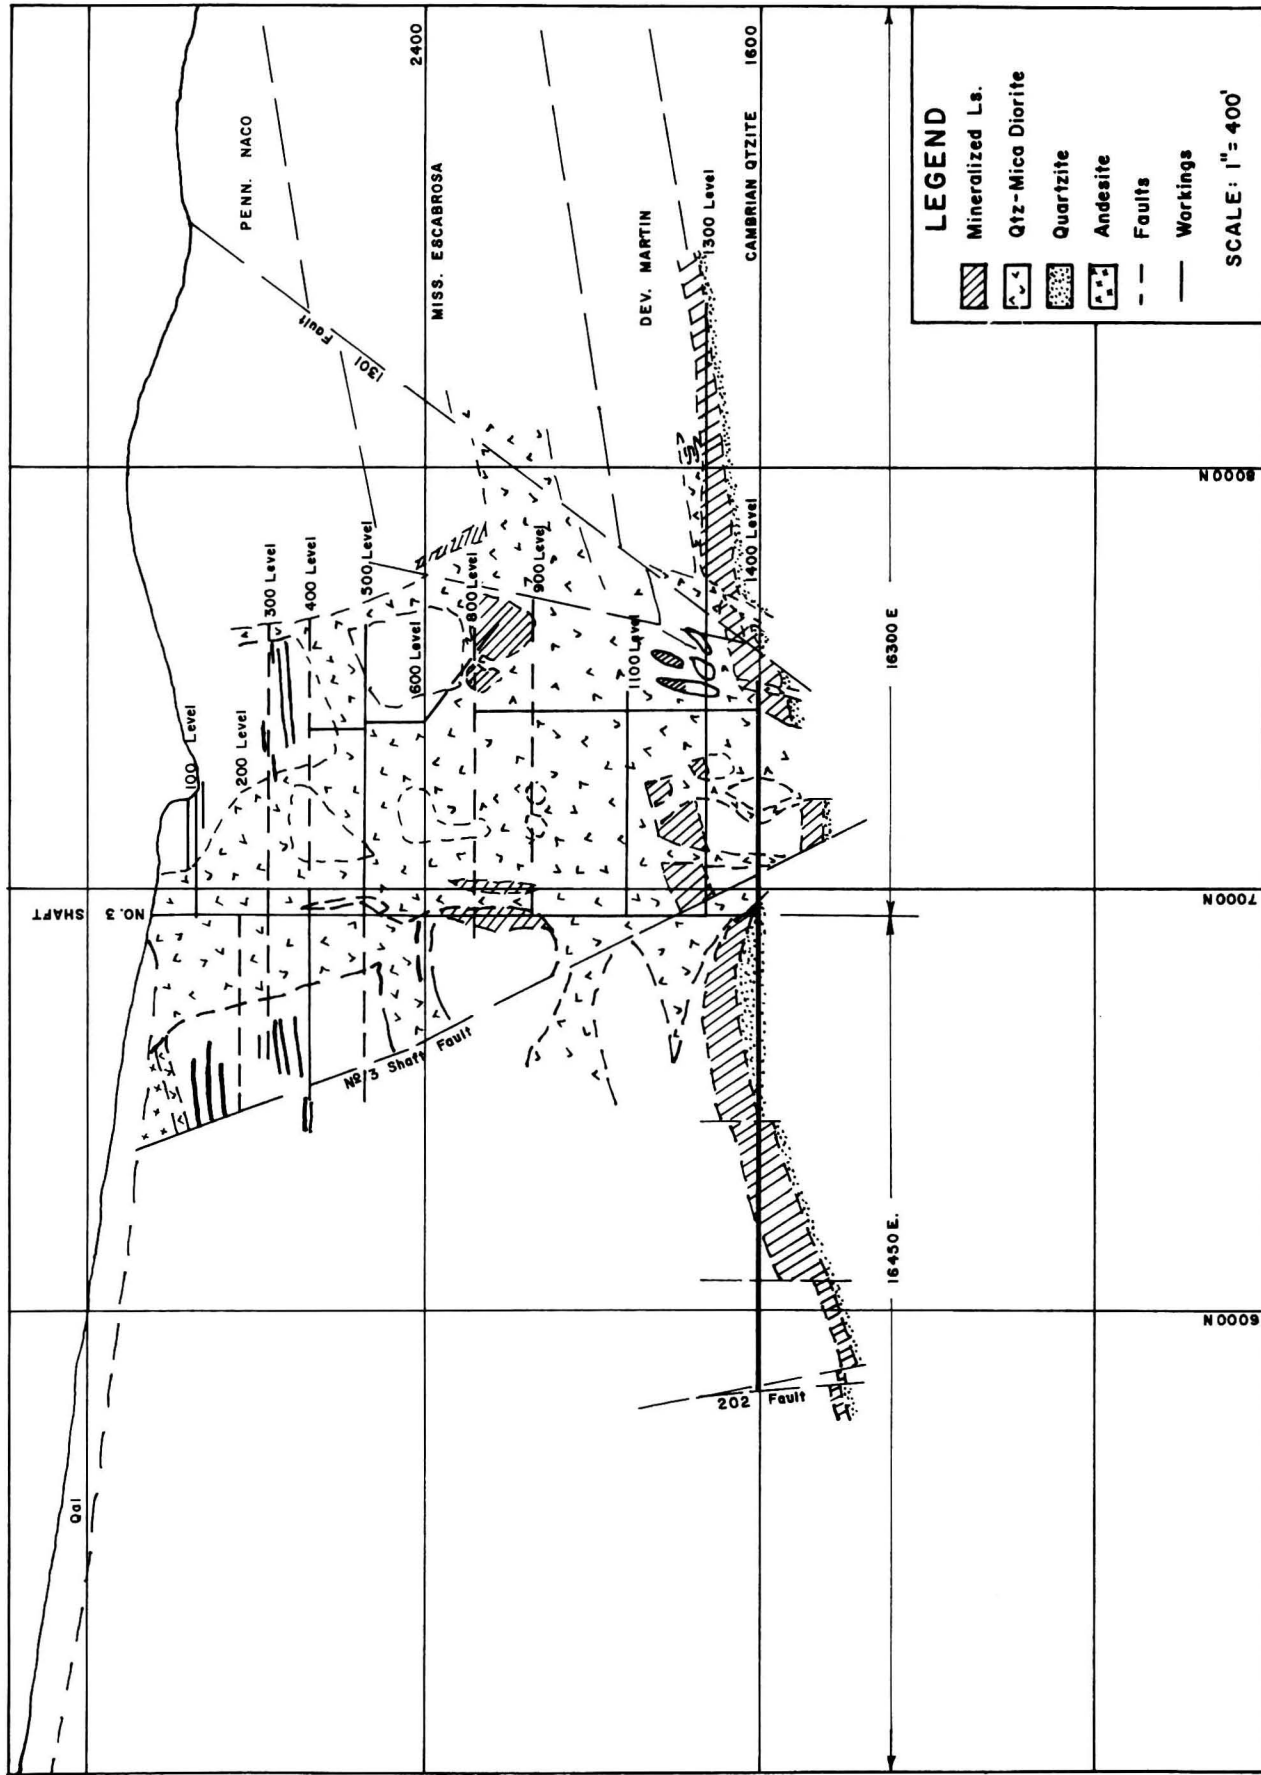 PENN. NACO
2400
MISS. ESCABROSA
1301 Fault
DEV. MARTIN
1300 Level
CAMBRIAN QTZITE
1600
100 Level
200 Level
300 Level
400 Level
500 Level
600 Level
800 Level
900 Level
1100 Level
1400 Level
NO. 3
SHAFT
Nº 3 Shaft Fault
202 Fault
Qal
16300 E
16450 E.
8000 N
7000 N
6000 N
LEGEND
Mineralized Ls.
Qtz-Mica Diorite
Quartzite
Andesite
Faults
Workings
SCALE: 1"= 400'